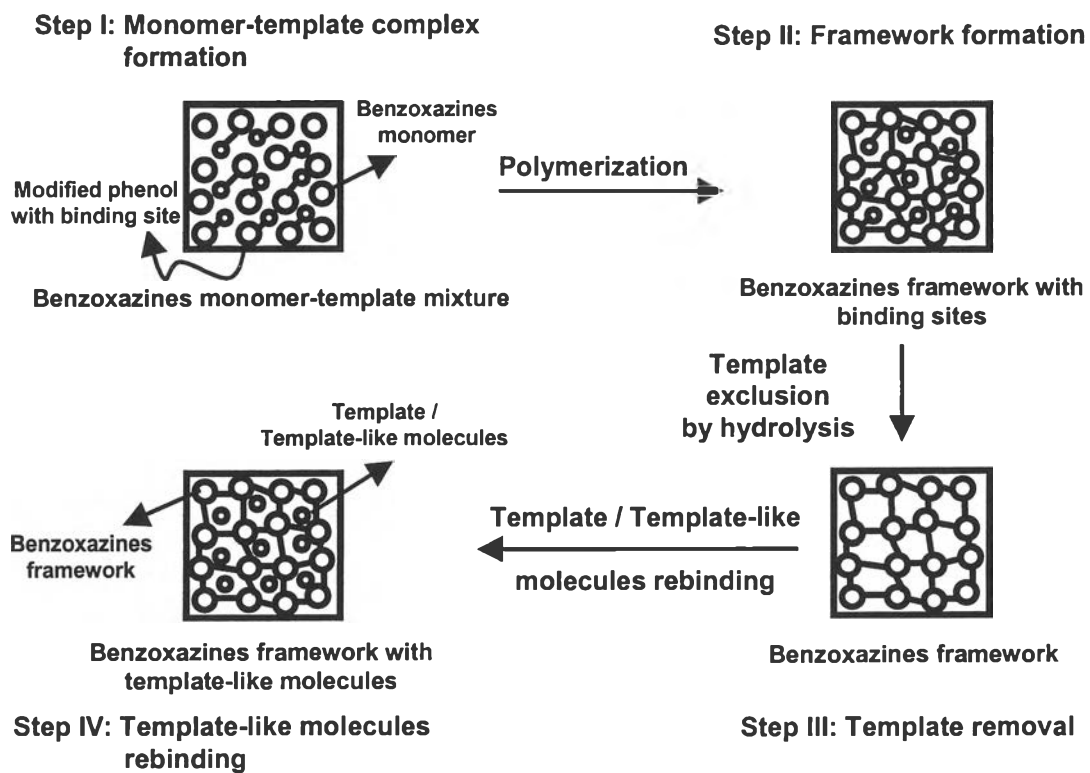 Step I: Monomer-template complex
formation
Step II: Framework formation
Benzoxazines
monomer
Modified phenol
with binding site
Benzoxazines monomer-template mixture
Polymerization
Benzoxazines framework with
binding sites
Template
exclusion
by hydrolysis
Template /
Template-like molecules
Benzoxazines
framework
Template / Template-like
molecules rebinding
Benzoxazines framework with
template-like molecules
Benzoxazines framework
Step IV: Template-like molecules
rebinding
Step III: Template removal